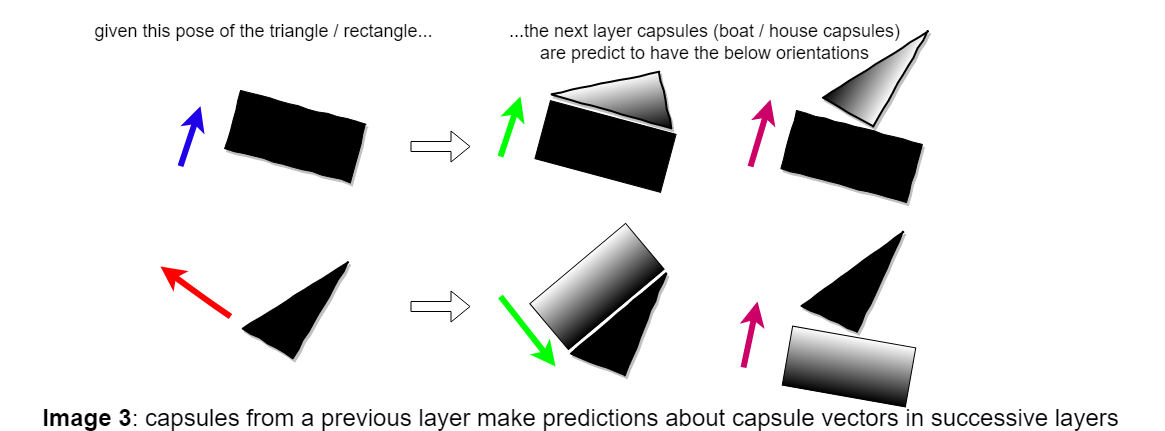 given this pose of the triangle / rectangle...
...the next layer capsules (boat / house capsules)
are predict to have the below orientations
Image 3: capsules from a previous layer make predictions about capsule vectors in successive layers